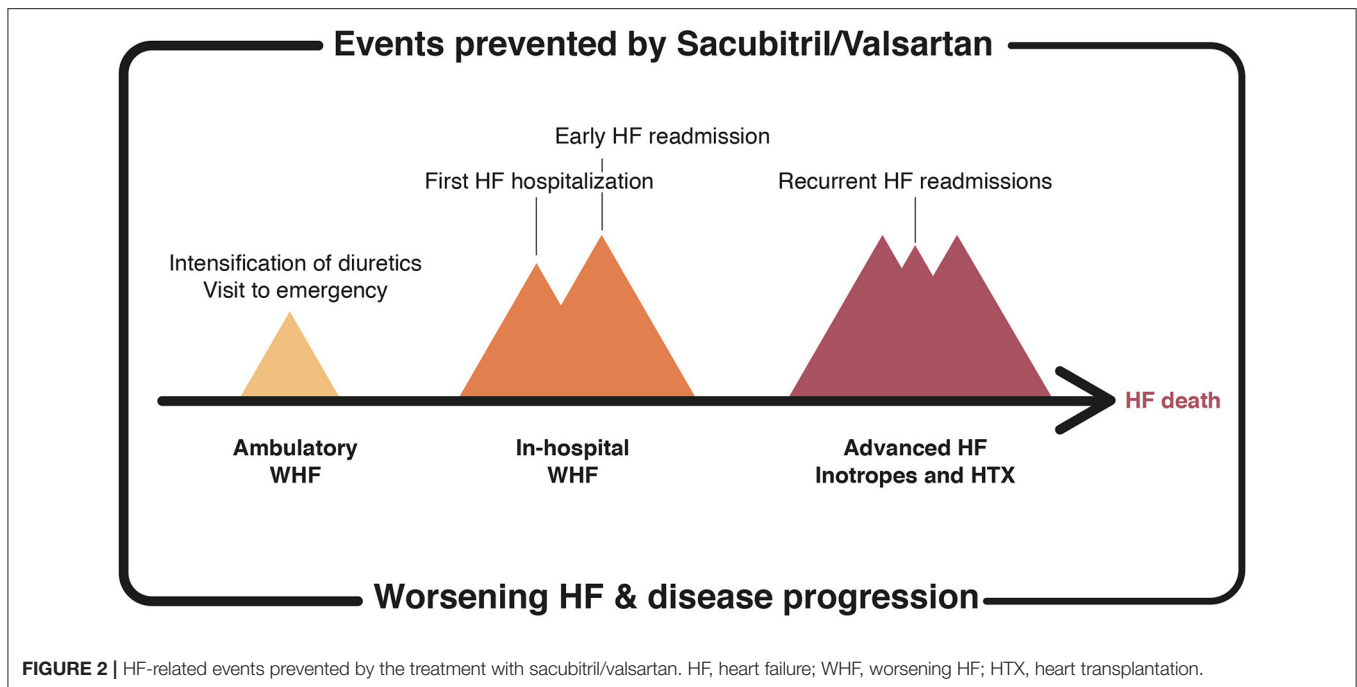 Events prevented by Sacubitril/Valsartan
Early HF readmission
First HF hospitalization
Recurrent HF readmissions
Intensification of diuretics
Visit to emergency
HF death
Ambulatory
WHF
In-hospital
WHF
Advanced HF
Inotropes and HTX
Worsening HF & disease progression
FIGURE 2 | HF-related events prevented by the treatment with sacubitril/valsartan. HF, heart failure; WHF, worsening HF; HTX, heart transplantation.